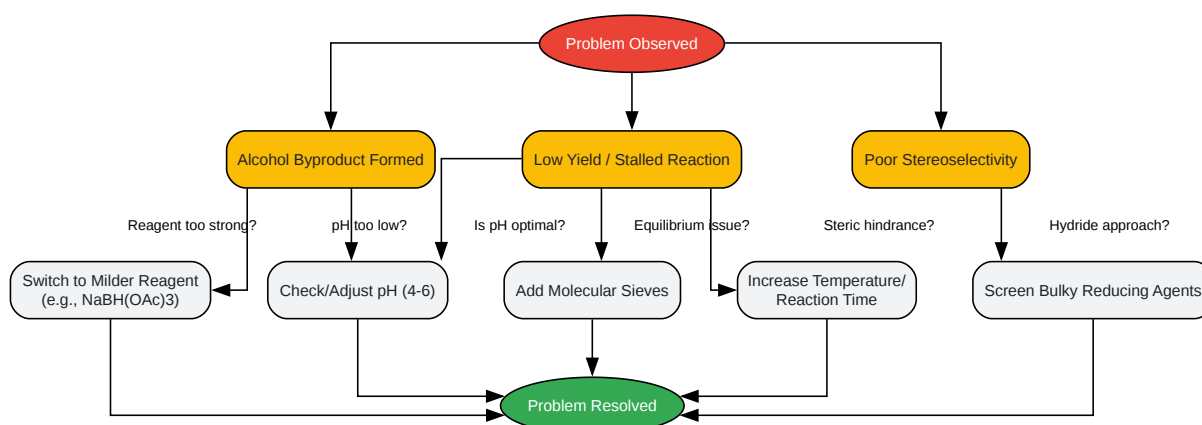 Problem Observed
Alcohol Byproduct Formed
Low Yield / Stalled Reaction
Poor Stereoselectivity
Reagent too strong?
pH too low?
Is pH optimal?
Equilibrium issue?
Steric hindrance?
Hydride approach?
Switch to Milder Reagent
(e.g., NaBH(OAc)3)
Check/Adjust pH (4-6)
Add Molecular Sieves
Increase Temperature/
Reaction Time
Screen Bulky Reducing Agents
Problem Resolved